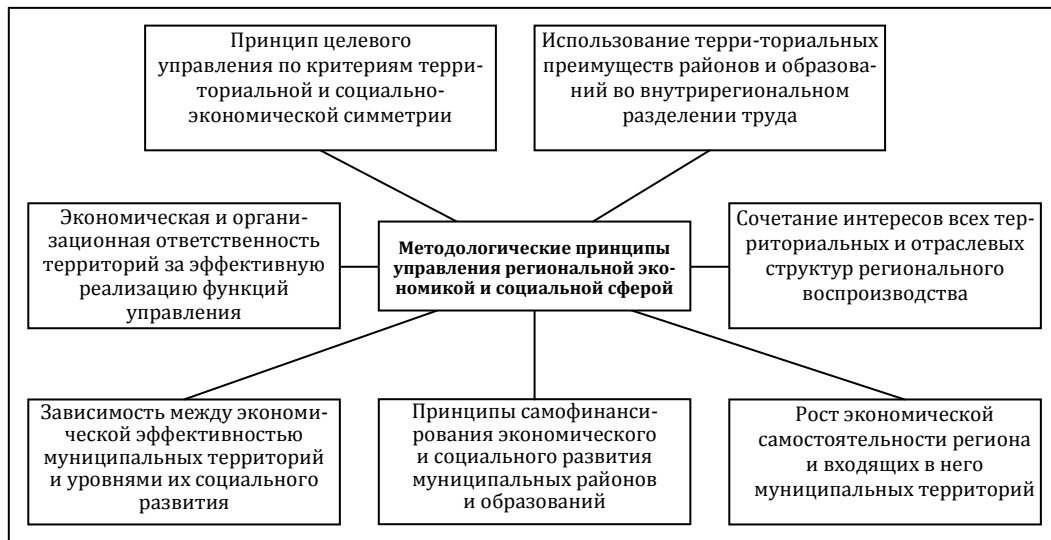 Принцип целевого
управления по критериям терри-
ториальной и социально-
экономической симметрии
Использование терри-ториальных
преимуществ районов и образова-
ний во внутрирегиональном
разделении труда
Экономическая и органи-
зационная ответственность
территорий за эффективную
реализацию функций
управления
Методологические принципы
управления региональной эко-
номикой и социальной сферой
Сочетание интересов всех тер-
риториальных и отраслевых
структур регионального
воспроизводства
Зависимость между экономи-
ческой эффективностью
муниципальных территорий
и уровнями их социального
развития
Принципы самофинанси-
рования экономического
и социального развития
муниципальных районов
и образований
Рост экономической
самостоятельности региона
и входящих в него
муниципальных территорий